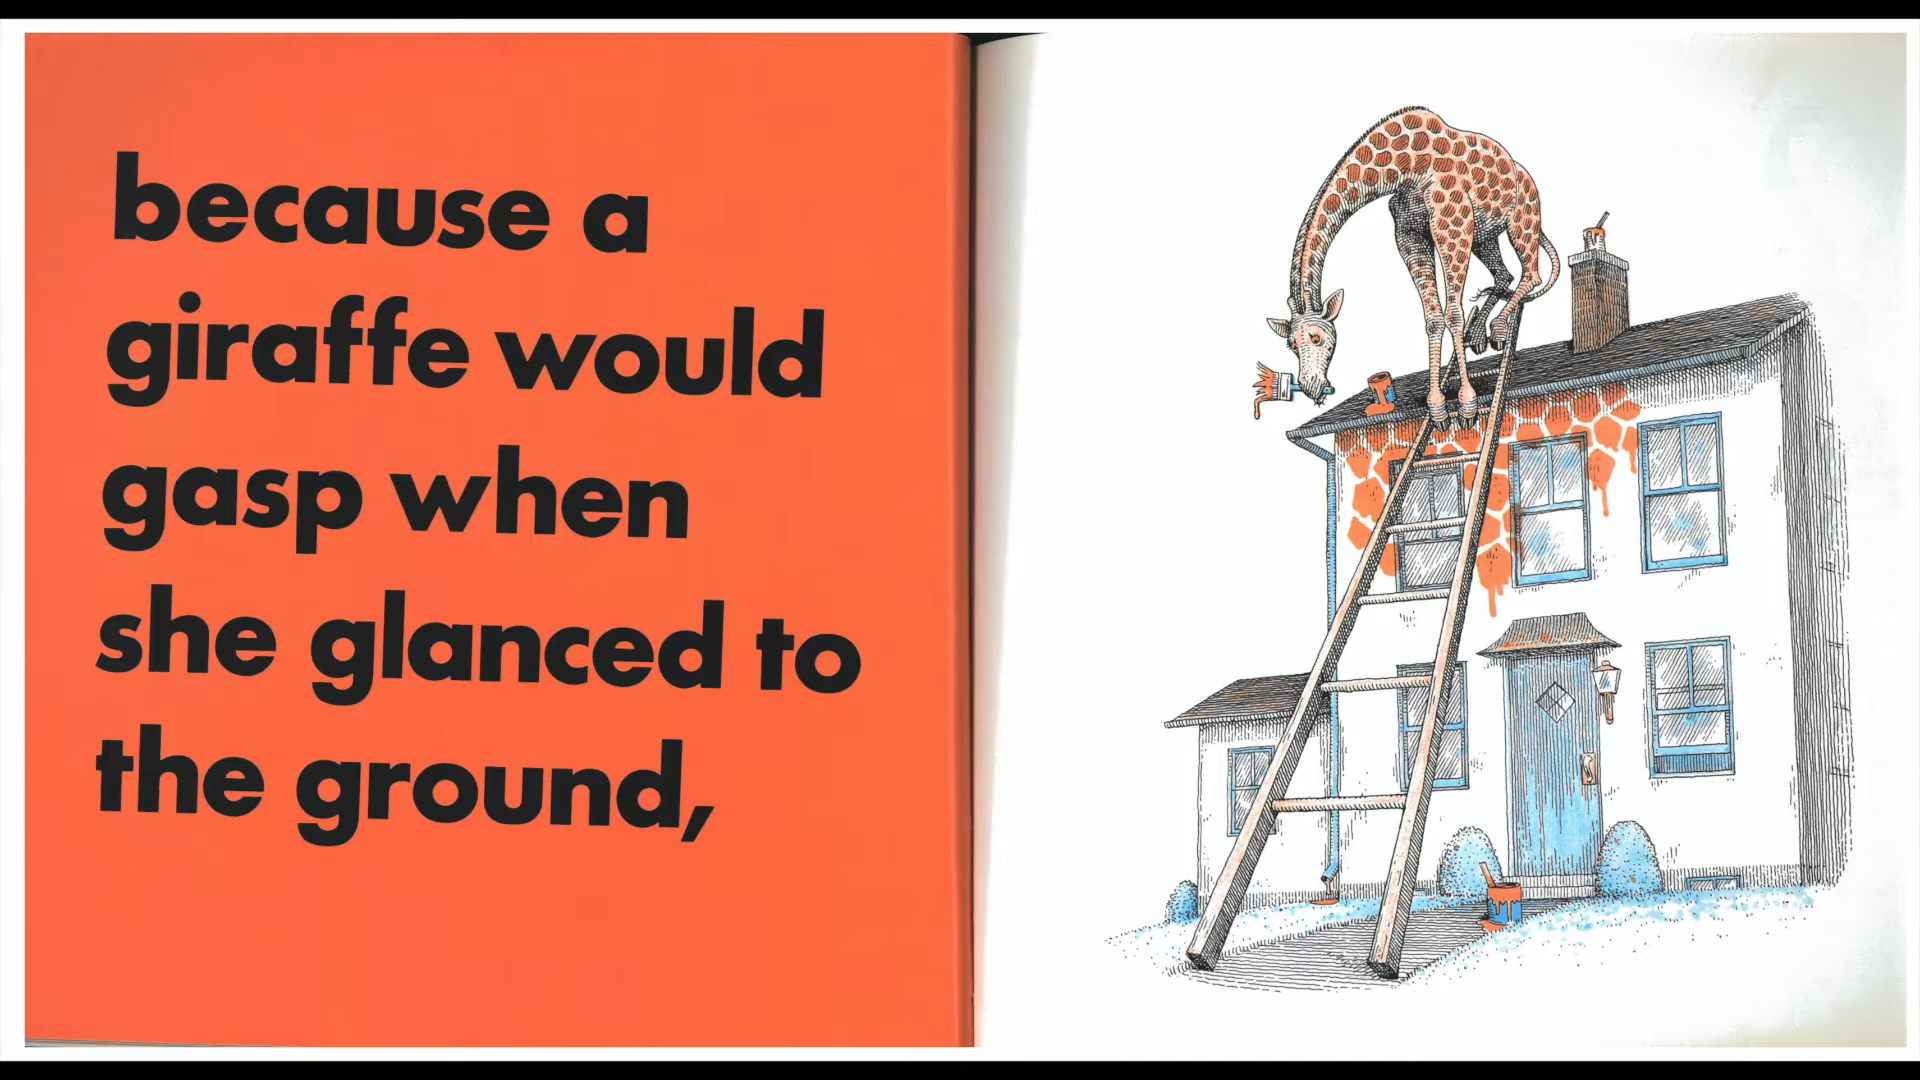 because a
giraffe would
gasp when
she glanced to
the ground,